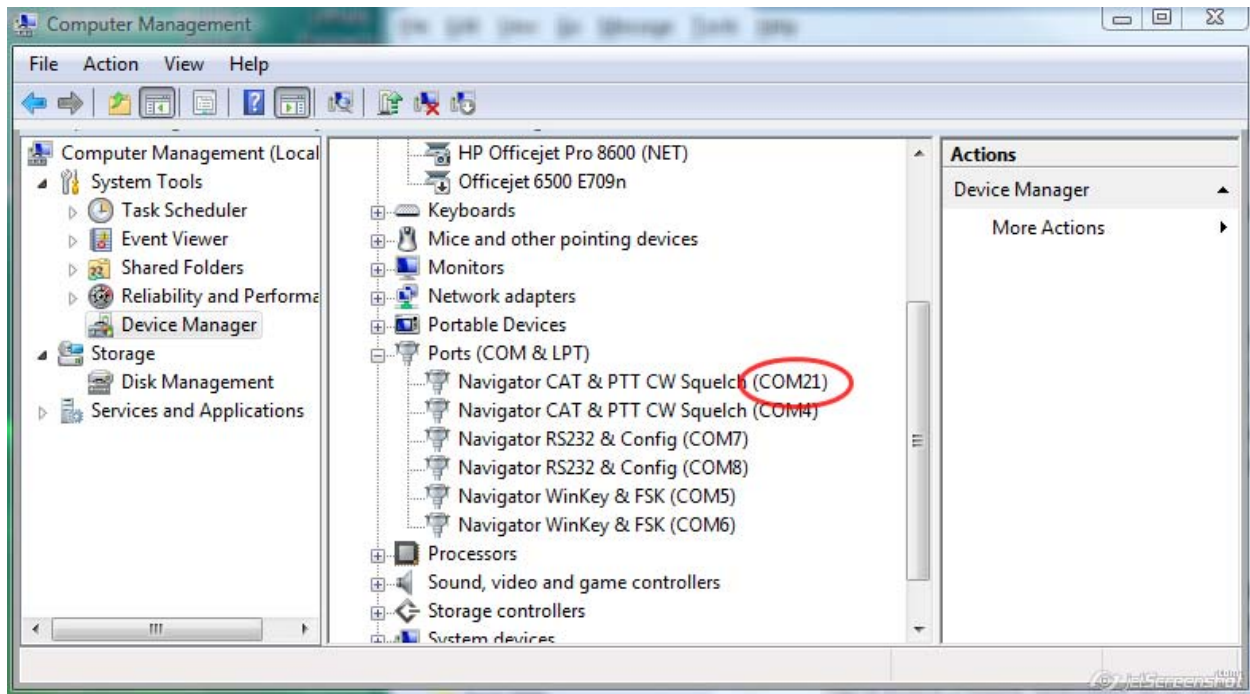 Computer Management
File Action View Help
Computer Management (Local
System Tools
Task Scheduler
Event Viewer
Shared Folders
Reliability and Performa
Device Manager
Storage
Disk Management
Services and Applications
HP Officejet Pro 8600 (NET)
Officejet 6500 E709n
Keyboards
Mice and other pointing devices
Monitors
Network adapters
Portable Devices
Ports (COM & LPT)
Navigator CAT & PTT CW Squelch (COM21)
Navigator CAT & PTT CW Squelch (COM4)
Navigator RS232 & Config (COM7)
Navigator RS232 & Config (COM8)
Navigator WinKey & FSK (COM5)
Navigator WinKey & FSK (COM6)
Processors
Sound, video and game controllers
Storage controllers
System devices
Actions
Device Manager
More Actions
JetScreenshot